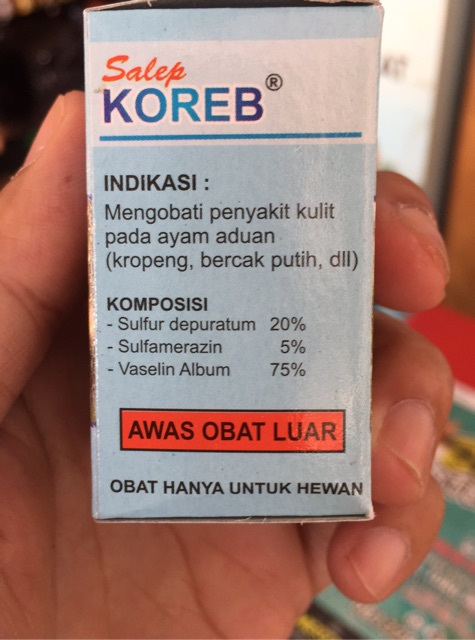 Salep
KOREB®
INDIKASI :
Mengobati penyakit kulit
pada ayam aduan
(kropeng, bercak putih, dll)
KOMPOSISI
- Sulfur depuratum 20%
- Sulfamerazin 5%
- Vaselin Album 75%
AWAS OBAT LUAR
OBAT HANYA UNTUK HEWAN